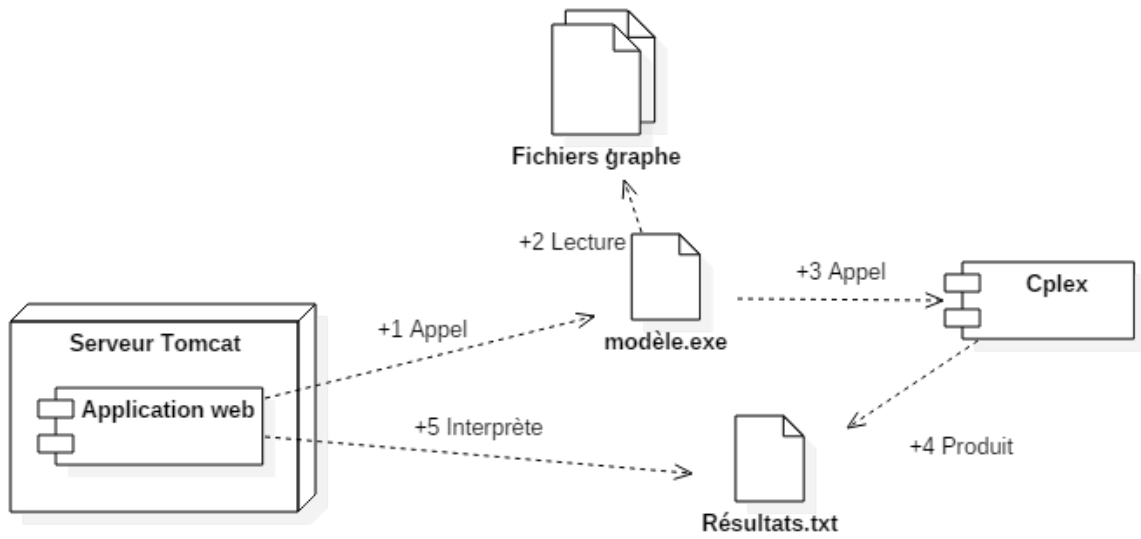 Fichiers graphe
+2 Lecture
+3 Appel
Cplex
+1 Appel
modèle.exe
Serveur Tomcat
Application web
+5 Interprète
+4 Produit
Résultats.txt